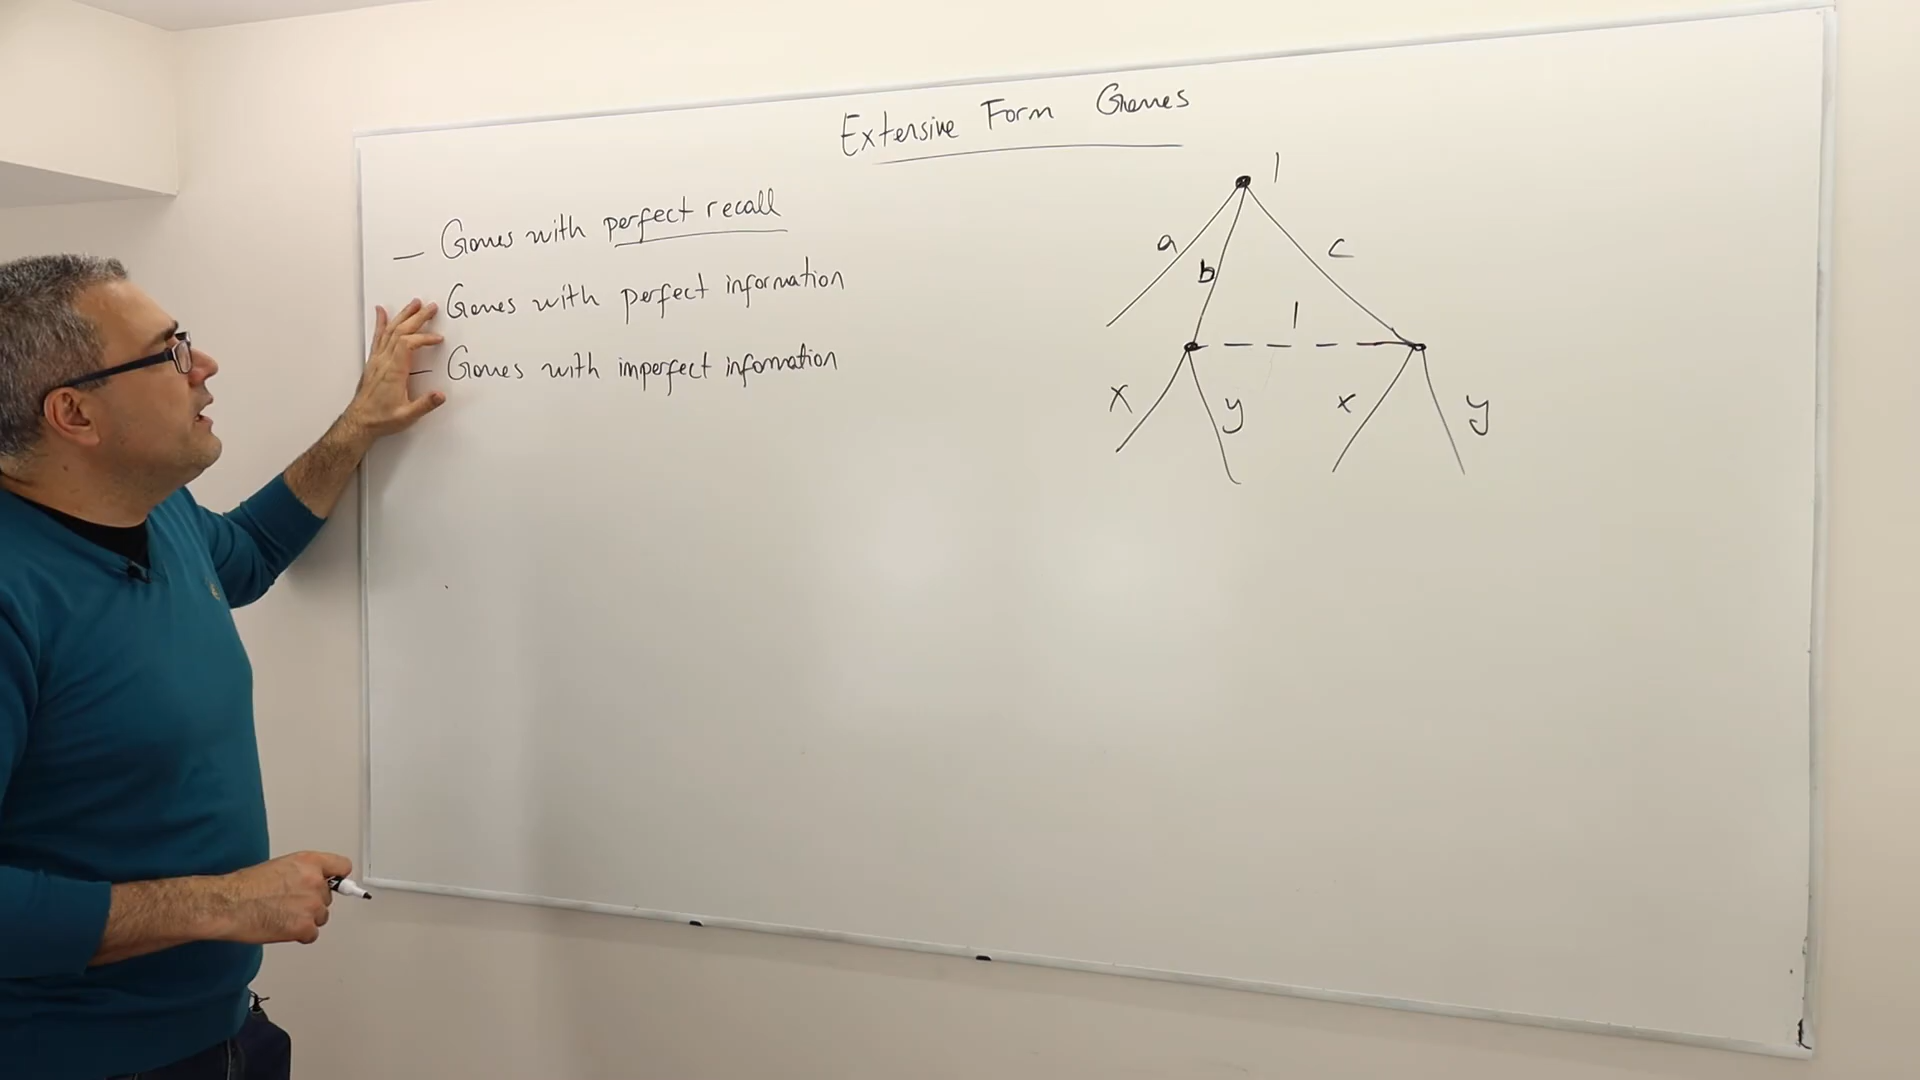 Extensive Form Games
— Games with perfect recall
Games with perfect information
— Games with imperfect information
1
a
b
c
1
x
y
x
y